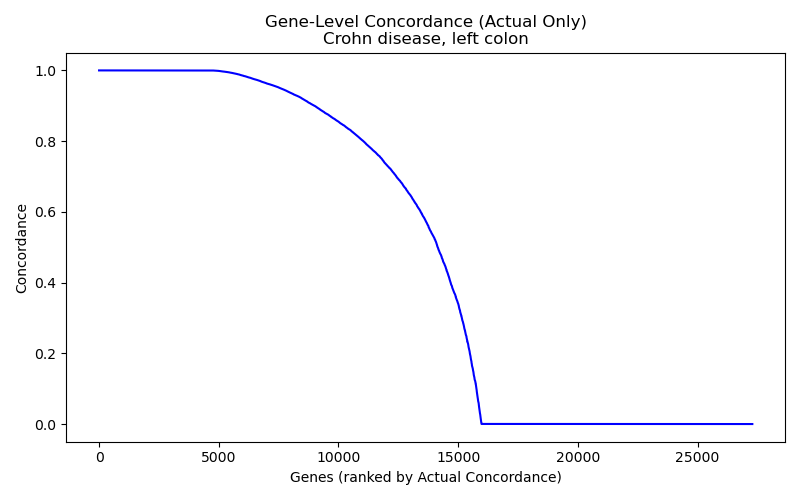 Gene-Level Concordance (Actual Only)
Crohn disease, left colon
1.0
0.8
0.6
0.4
0.2
0.0
Concordance
0 5000 10000 15000 20000 25000
Genes (ranked by Actual Concordance)